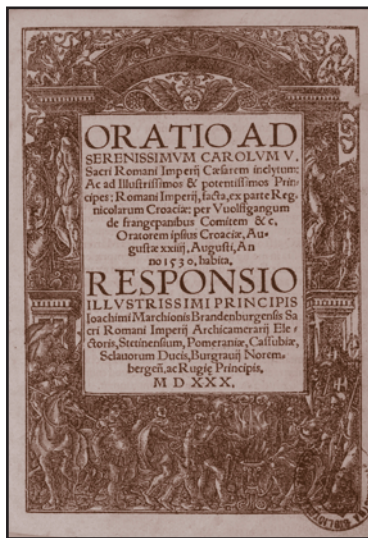 ORATIO AD
SERENISSIMVM CAROLVM V.
Sacri Romani Imperij Cæsarem inclytum:
Ac ad Illustrissimos & potentissimos Prin-
cipes: Romani Imperij, facta, ex parte Reg-
nicolarum Croaciæ: per Vuolffgangum
de frangepanibus Comitem & c,
Oratorem ipsius Croaciæ, Au-
gustæ xxiiij, Augusti, An
no 1530. habita.
RESPONSIO
ILLVSTRISSIMI PRINCIPIS
Ioachimi Marchionis Brandenburgensis Sa
cri Romani Imperij Archicamerarij Ele-
ctoris, Stetinensium, Pomeraniæ, Cassubiæ,
Sclauorum Ducis, Burgrauij Norem-
bergeñ, ac Rugię Principis,
M D XXX.